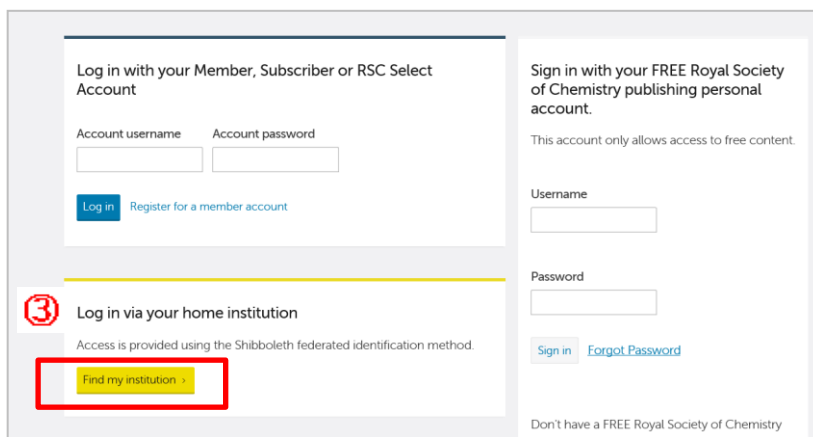 Log in with your Member, Subscriber or RSC Select
Account
Account username
Account password
Log in
Register for a member account
③
Log in via your home institution
Access is provided using the Shibboleth federated identification method.
Find my institution ›
Sign in with your FREE Royal Society
of Chemistry publishing personal
account.
This account only allows access to free content.
Username
Password
Sign in
Forgot Password
Don't have a FREE Royal Society of Chemistry